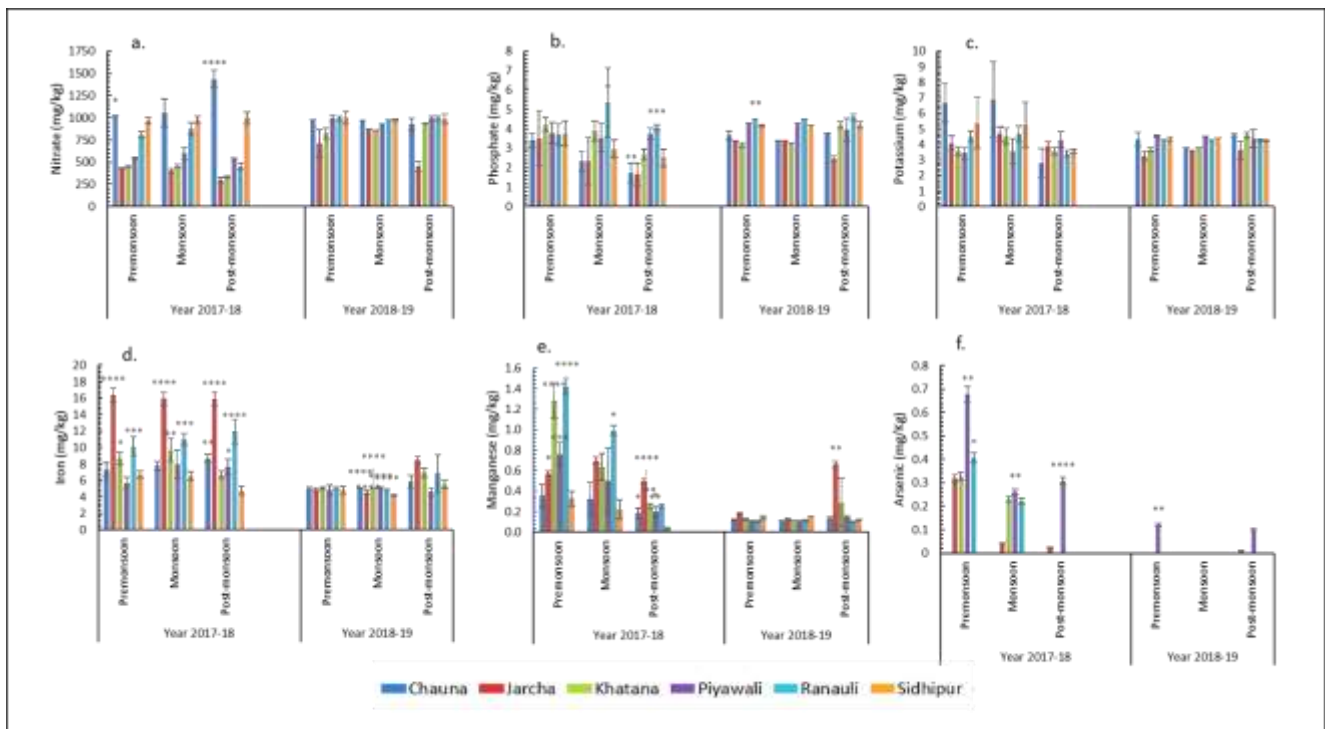 a.
Nitrate (mg/kg)
1750
1500
1250
1000
750
500
250
0
*
****
Premonsoon
Monsoon
Post-monsoon
Premonsoon
Monsoon
Post-monsoon
Year 2017-18
Year 2018-19
b.
Phosphate (mg/kg)
8
7
6
5
4
3
2
1
0
*
**
***
**
Premonsoon
Monsoon
Post-monsoon
Premonsoon
Monsoon
Post-monsoon
Year 2017-18
Year 2018-19
c.
Potassium (mg/kg)
10
9
8
7
6
5
4
3
2
1
0
Premonsoon
Monsoon
Post-monsoon
Premonsoon
Monsoon
Post-monsoon
Year 2017-18
Year 2018-19
d.
Iron (mg/kg)
20
18
16
14
12
10
8
6
4
2
0
****
*
***
****
**
***
****
**
*
****
Premonsoon
Monsoon
Post-monsoon
Premonsoon
Monsoon
Post-monsoon
Year 2017-18
Year 2018-19
e.
Manganese (mg/kg)
1.6
1.4
1.2
1.0
0.8
0.6
0.4
0.2
0.0
****
*
*
****
**
Premonsoon
Monsoon
Post-monsoon
Premonsoon
Monsoon
Post-monsoon
Year 2017-18
Year 2018-19
f.
Arsenic (mg/Kg)
0.8
0.7
0.6
0.5
0.4
0.3
0.2
0.1
0
**
*
**
****
**
Premonsoon
Monsoon
Post-monsoon
Premonsoon
Monsoon
Post-monsoon
Year 2017-18
Year 2018-19
Chauna Jarcha Khatana Piyawali Ranauli Sidhipur